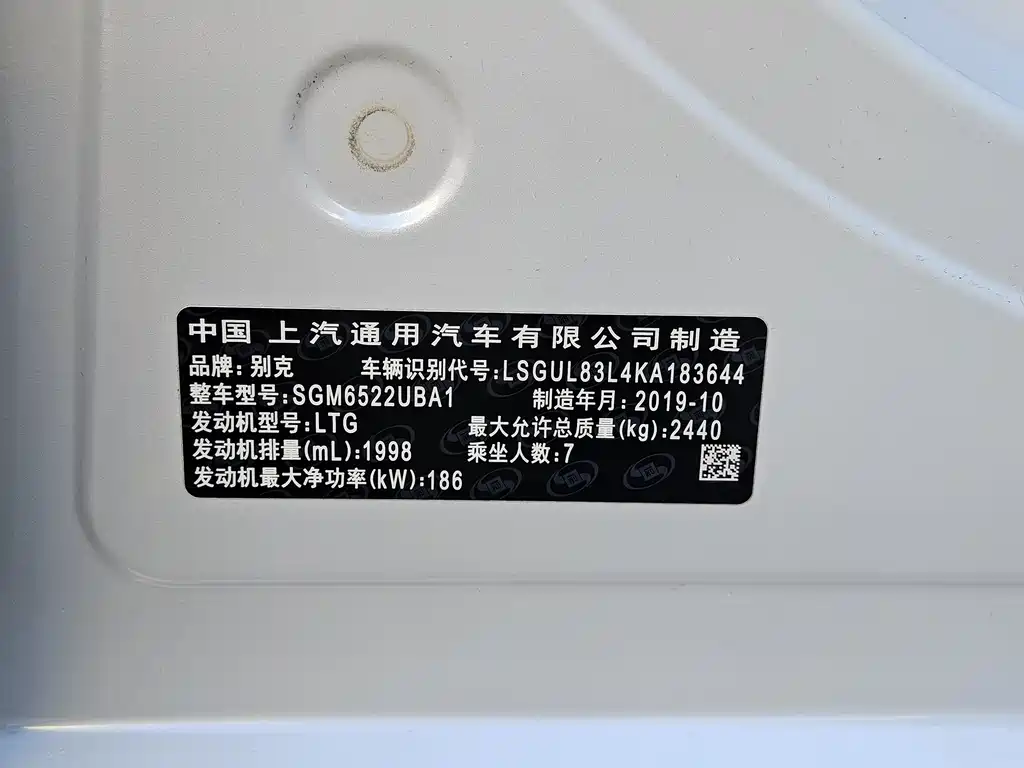 中国 上汽通用汽车有限公司制造
品牌:别克 车辆识别代号:LSGUL83L4KA183644
整车型号:SGM6522UBA1 制造年月:2019-10
发动机型号:LTG 最大允许总质量(kg):2440
发动机排量(mL):1998 乘坐人数:7
发动机最大净功率(kW):186